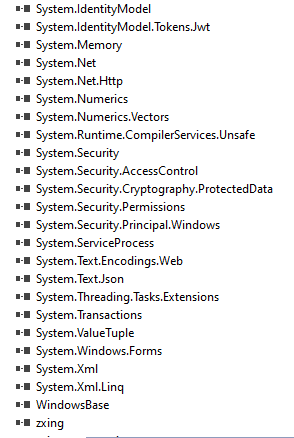 System.IdentityModel
System.IdentityModel.Tokens.Jwt
System.Memory
System.Net
System.Net.Http
System.Numerics
System.Numerics.Vectors
System.Runtime.CompilerServices.Unsafe
System.Security
System.Security.AccessControl
System.Security.Cryptography.ProtectedData
System.Security.Permissions
System.Security.Principal.Windows
System.ServiceProcess
System.Text.Encodings.Web
System.Text.Json
System.Threading.Tasks.Extensions
System.Transactions
System.ValueTuple
System.Windows.Forms
System.Xml
System.Xml.Linq
WindowsBase
zxing